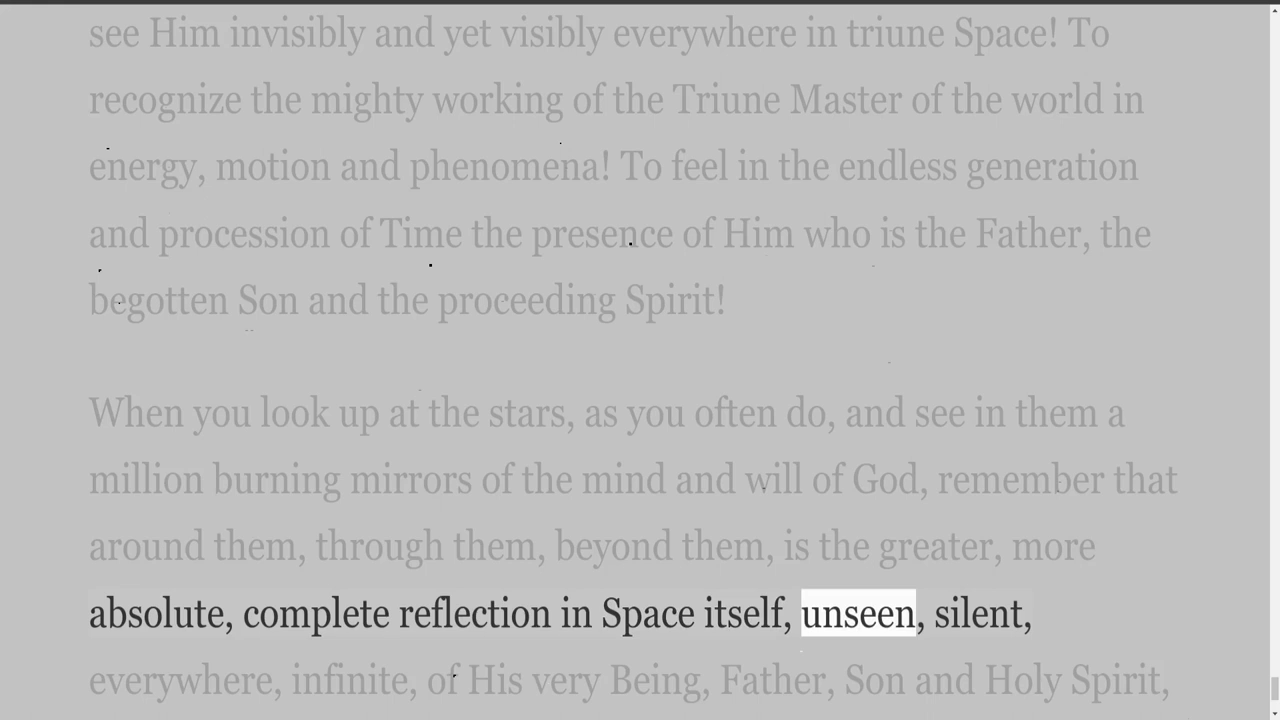 see Him invisibly and yet visibly everywhere in triune Space! To
recognize the mighty working of the Triune Master of the world in
energy, motion and phenomena! To feel in the endless generation
and procession of Time the presence of Him who is the Father, the
begotten Son and the proceeding Spirit!
When you look up at the stars, as you often do, and see in them a
million burning mirrors of the mind and will of God, remember that
around them, through them, beyond them, is the greater, more
absolute, complete reflection in Space itself, unseen, silent,
everywhere, infinite, of His very Being, Father, Son and Holy Spirit,